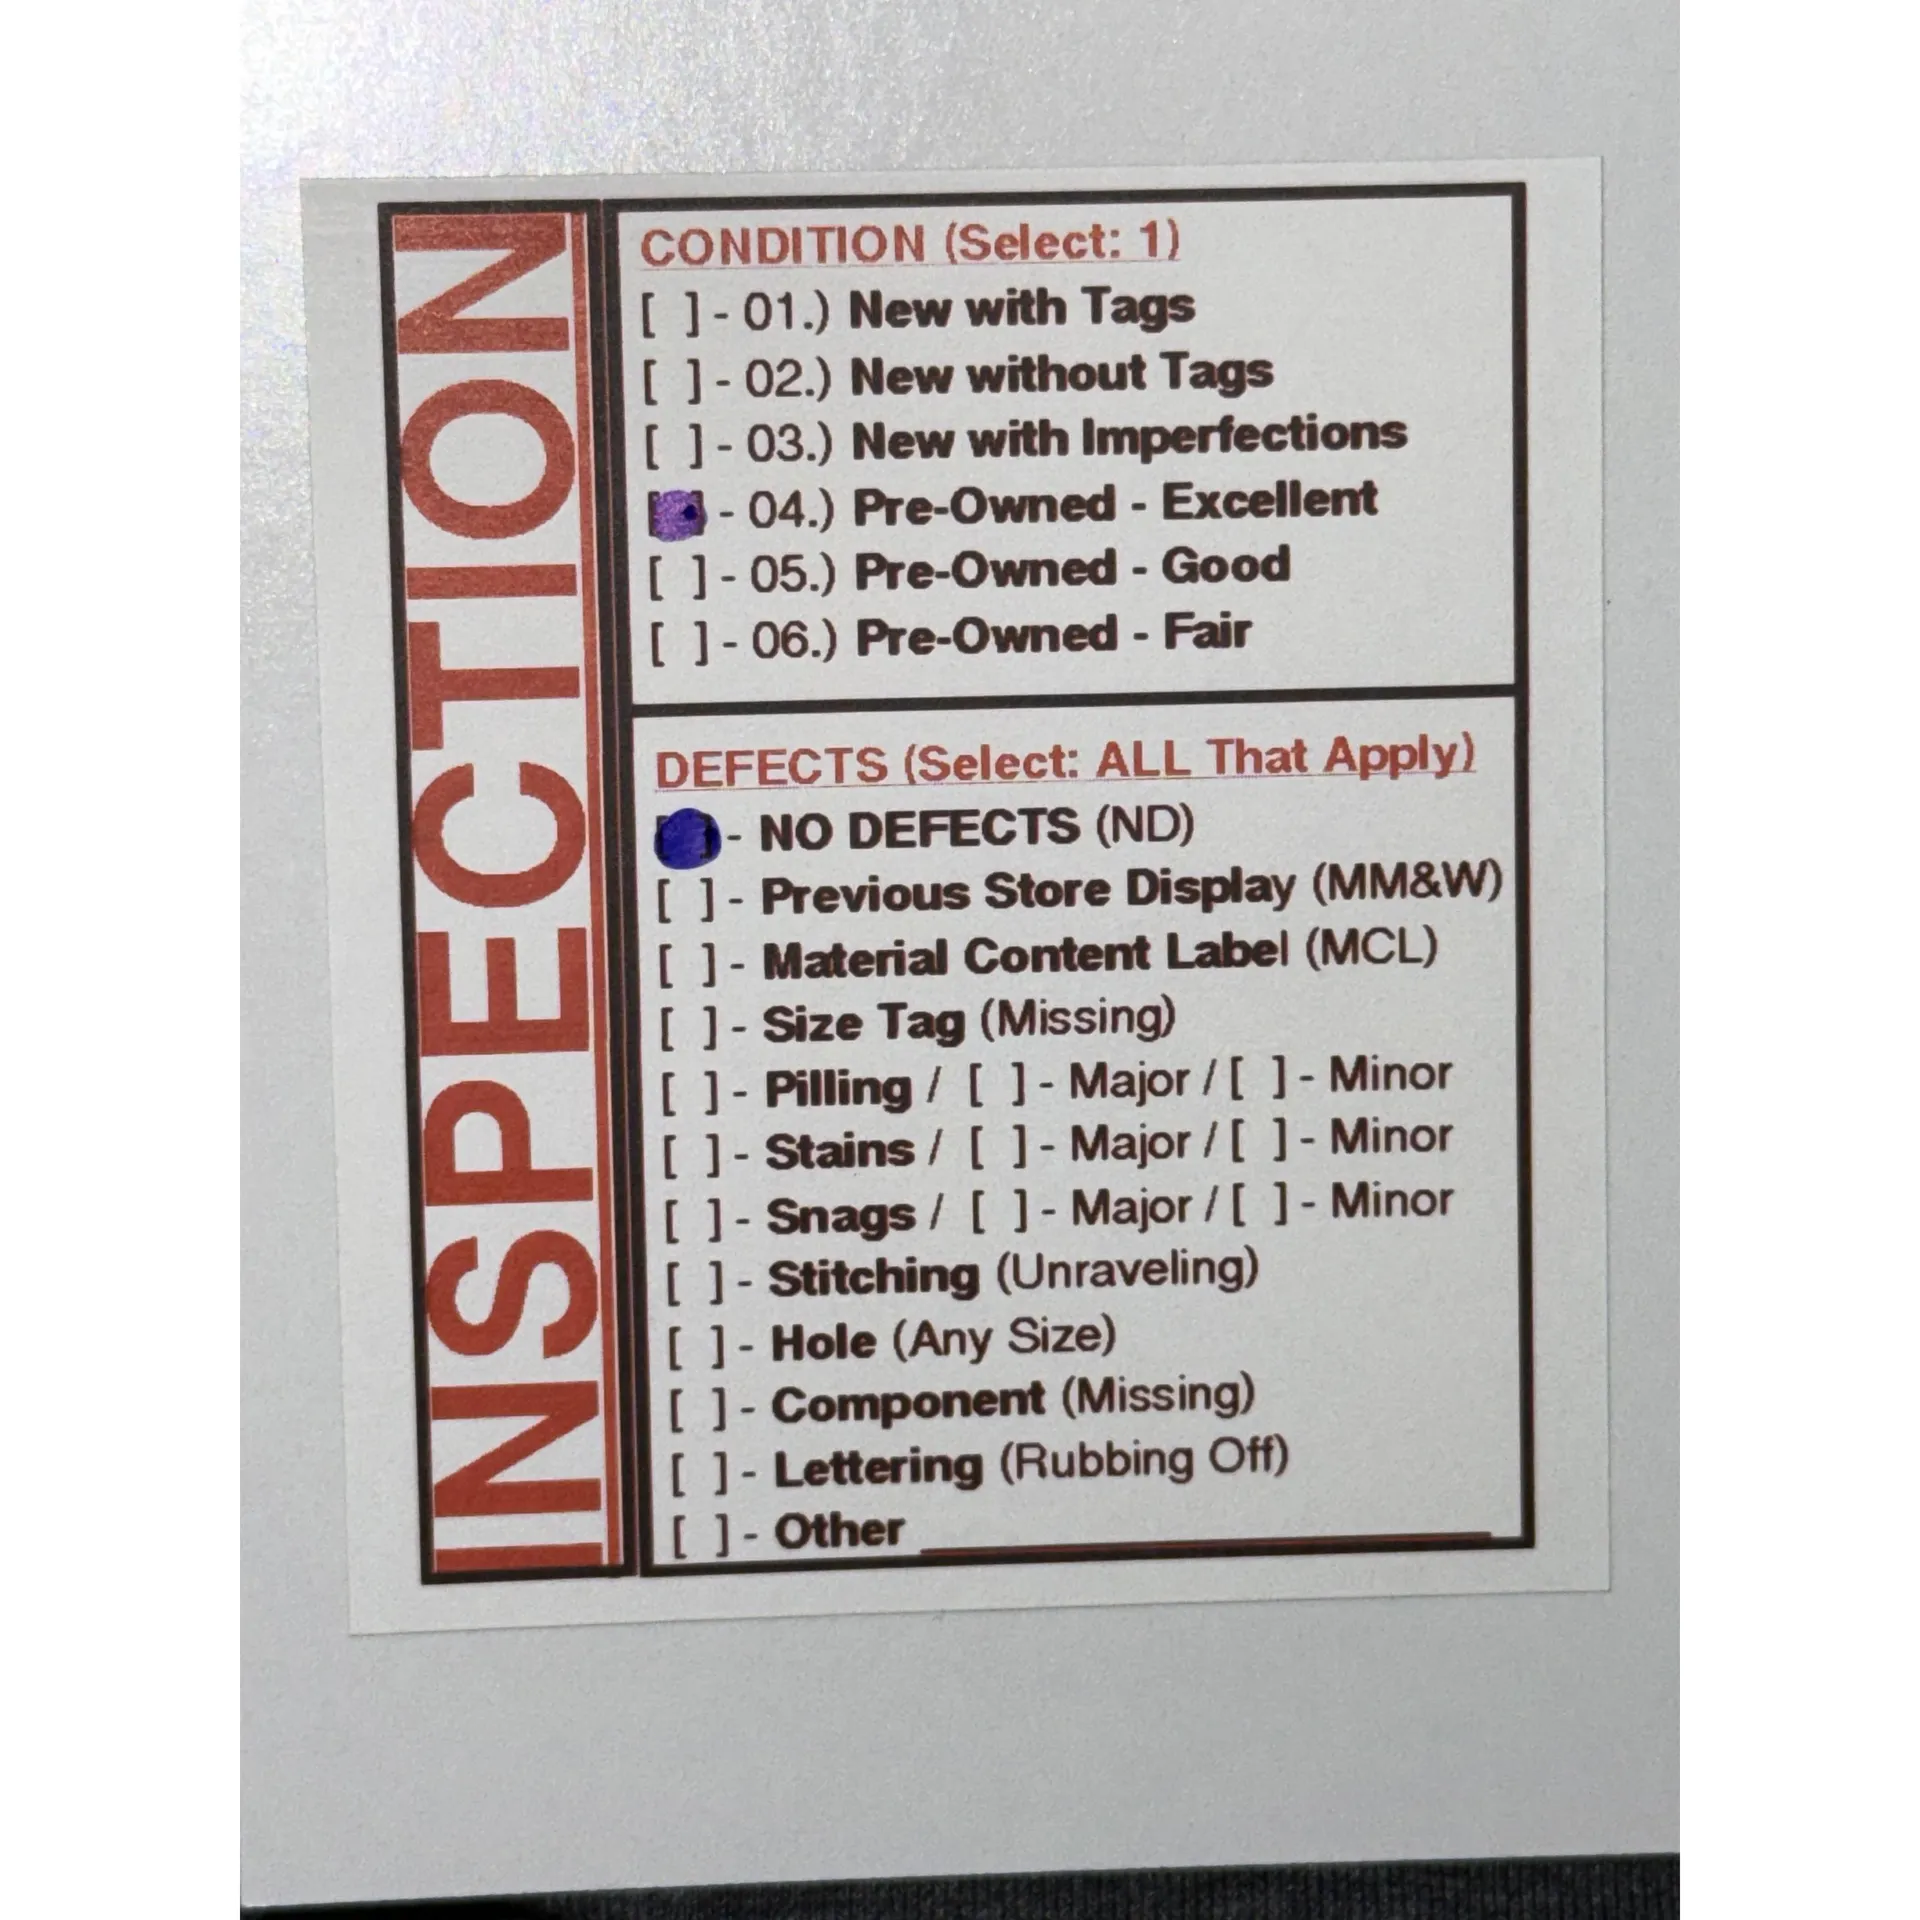 INSPECTION
CONDITION (Select: 1)
[ ] - 01.) New with Tags
[ ] - 02.) New without Tags
[ ] - 03.) New with Imperfections
[ ] - 04.) Pre-Owned - Excellent
[ ] - 05.) Pre-Owned - Good
[ ] - 06.) Pre-Owned - Fair
DEFECTS (Select: ALL That Apply)
[ ] - NO DEFECTS (ND)
[ ] - Previous Store Display (MM&W)
[ ] - Material Content Label (MCL)
[ ] - Size Tag (Missing)
[ ] - Pilling / [ ] - Major / [ ] - Minor
[ ] - Stains / [ ] - Major / [ ] - Minor
[ ] - Snags / [ ] - Major / [ ] - Minor
[ ] - Stitching (Unraveling)
[ ] - Hole (Any Size)
[ ] - Component (Missing)
[ ] - Lettering (Rubbing Off)
[ ] - Other